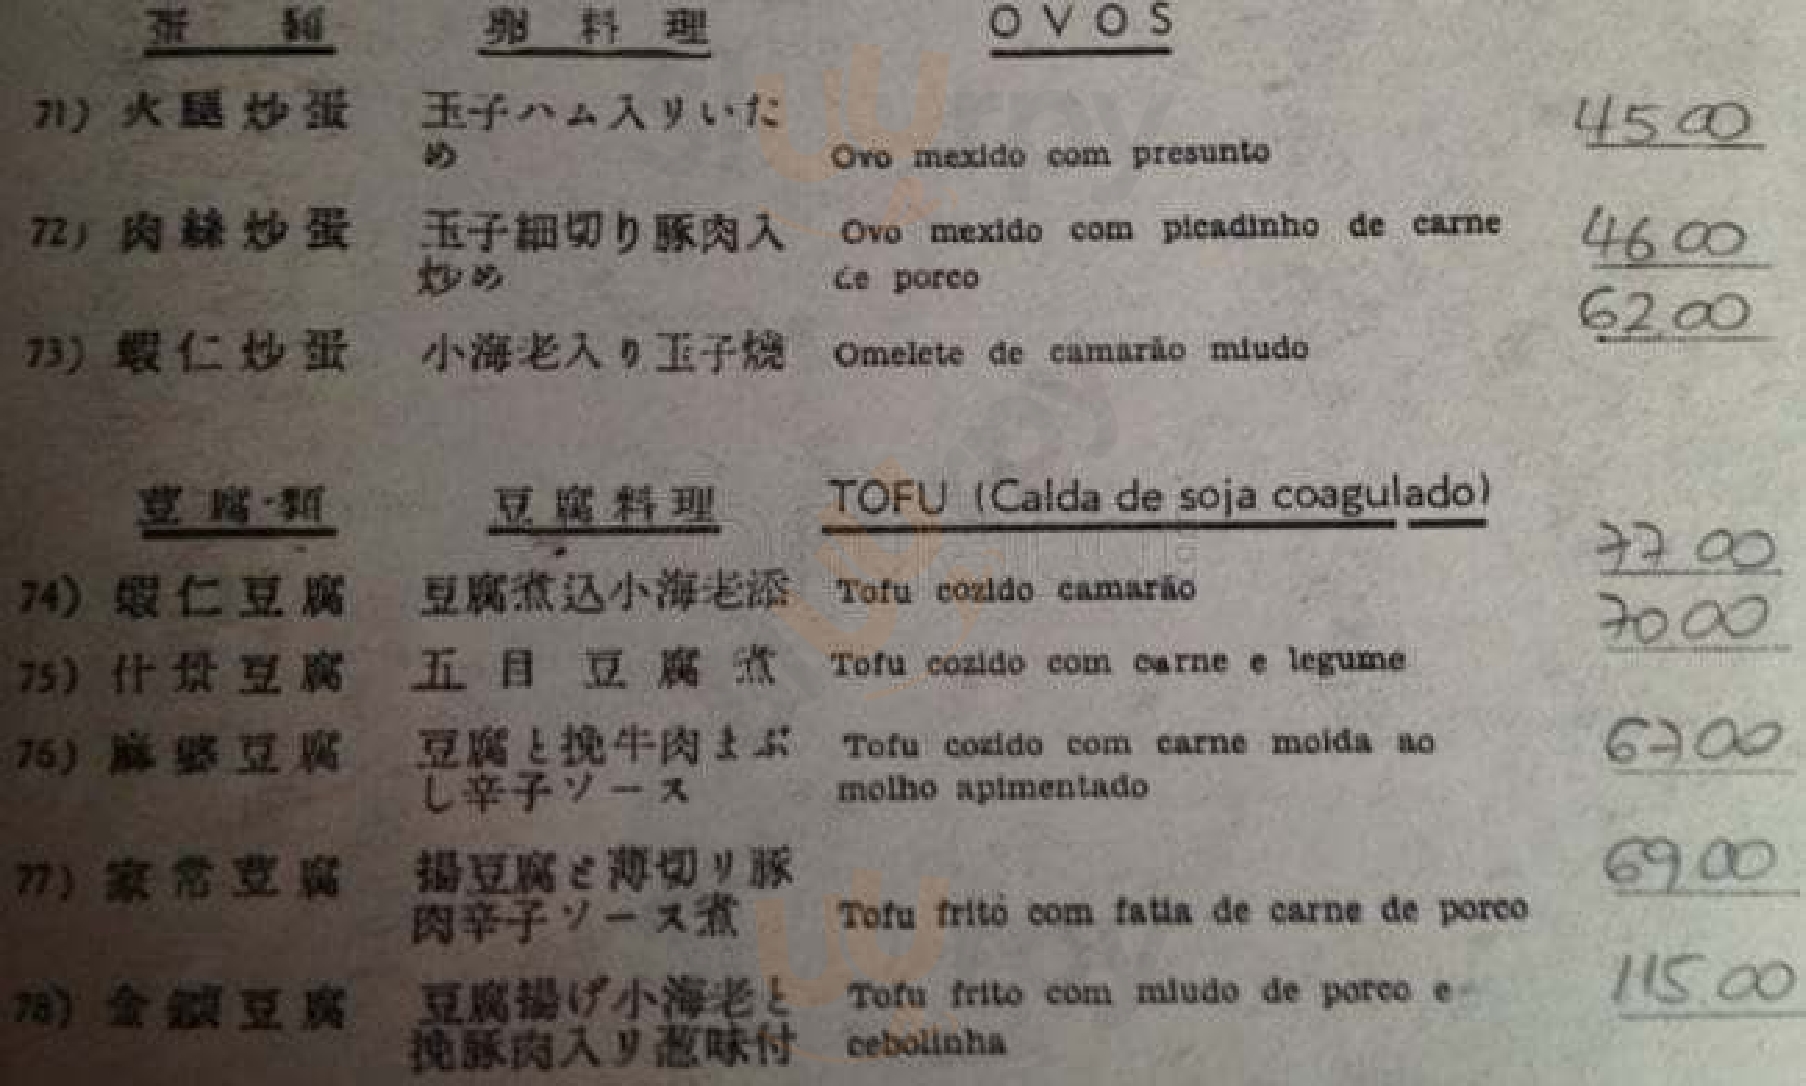 蛋 類 卵 料 理 OVOS
71) 火腿炒蛋 玉子ハム入りいた
め Ovo mexido com presunto 45 00
72) 肉絲炒蛋 玉子細切り豚肉入 Ovo mexido com picadinho de carne 46 00
炒め de porco
73) 蝦仁炒蛋 小海老入り玉子燒 Omelete de camarão miudo 62 00
荳腐類 豆腐料理 TOFU (Calda de soja coagulado)
74) 蝦仁豆腐 豆腐煮込小海老添 Tofu cozido camarão 77 00
75) 什景豆腐 五目豆腐煮 Tofu cozido com carne e legume 70 00
76) 麻婆豆腐 豆腐と挽牛肉まぶ Tofu cozido com carne moida ao 67 00
し辛子ソース molho apimentado
77) 家常荳腐 揚豆腐と薄切り豚 69 00
肉辛子ソース煮 Tofu frito com fatia de carne de porco
78) 金鑲豆腐 豆腐揚げ小海老と Tofu frito com miudo de porco e 115 00
挽豚肉入り葱味付 cebolinha